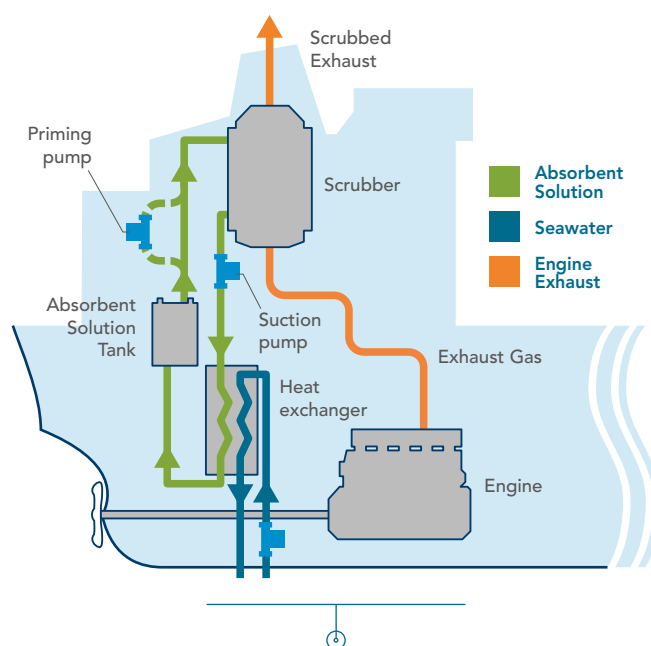 Scrubbed
Exhaust
Priming
pump
Scrubber
Absorbent
Solution
Seawater
Engine
Exhaust
Absorbent
Solution
Tank
Suction
pump
Exhaust Gas
Heat
exchanger
Engine